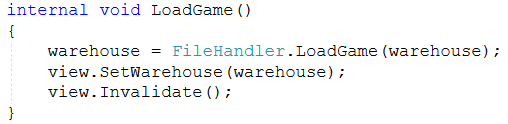 internal void LoadGame()
{
    warehouse = FileHandler.LoadGame(warehouse);
    view.SetWarehouse(warehouse);
    view.Invalidate();
}